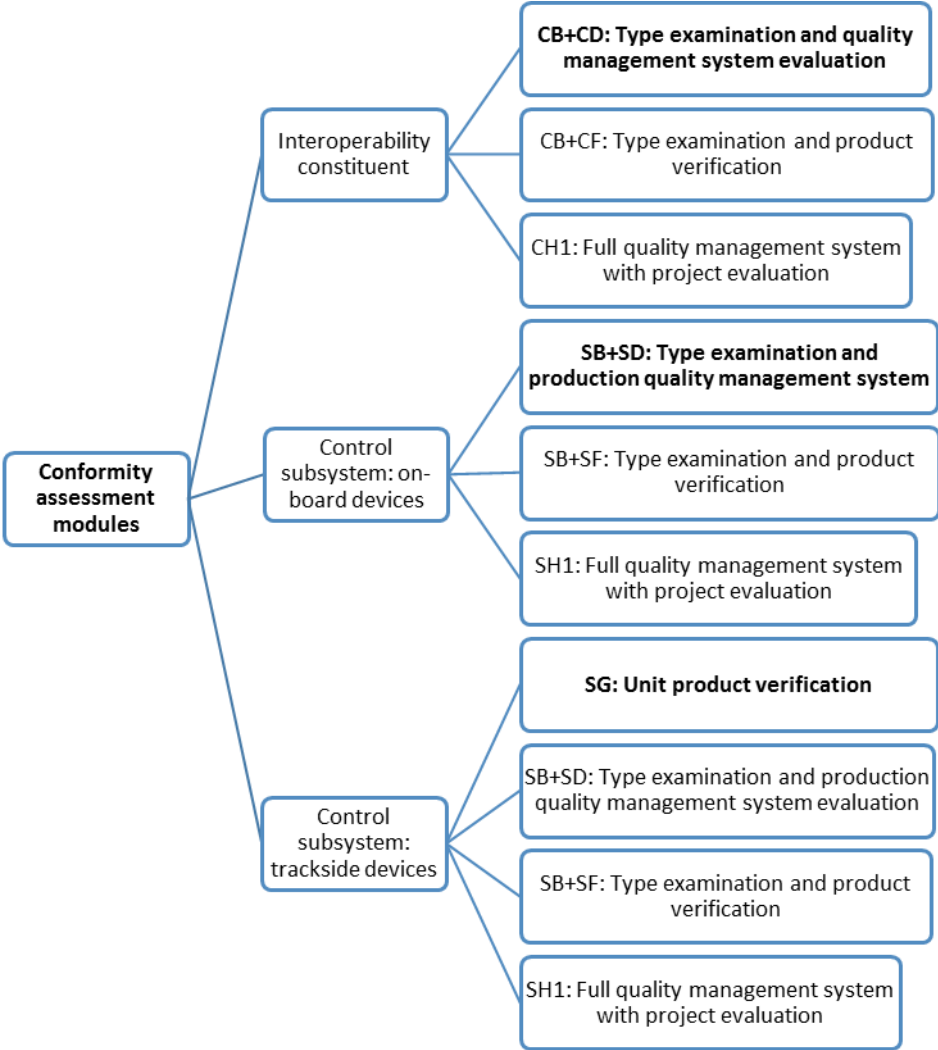 Conformity
assessment
modules
Interoperability
constituent
CB+CD: Type examination and quality
management system evaluation
CB+CF: Type examination and product
verification
CH1: Full quality management system
with project evaluation
Control
subsystem: on-
board devices
SB+SD: Type examination and
production quality management system
SB+SF: Type examination and product
verification
SH1: Full quality management system
with project evaluation
Control
subsystem:
trackside devices
SG: Unit product verification
SB+SD: Type examination and production
quality management system evaluation
SB+SF: Type examination and product
verification
SH1: Full quality management system
with project evaluation